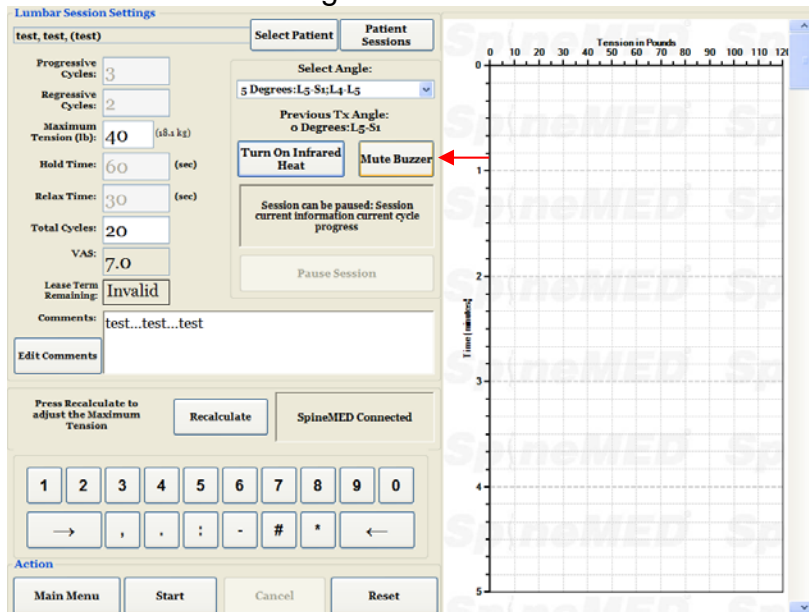 Lumbar Session Settings
test, test, (test)
Select Patient
Patient
Sessions
Progressive
Cycles:
3
Regressive
Cycles:
2
Maximum
Tension (lb):
40
(18.1 kg)
Hold Time:
60
(sec)
Relax Time:
30
(sec)
Total Cycles:
20
VAS:
7.0
Lease Term
Remaining:
Invalid
Select Angle:
5 Degrees:L5-S1;L4-L5
Previous Tx Angle:
0 Degrees:L5-S1
Turn On Infrared
Heat
Mute Buzzer
Session can be paused: Session
current information current cycle
progress
Pause Session
Comments:
test...test...test
Edit Comments
Press Recalculate to
adjust the Maximum
Tension
Recalculate
SpineMED Connected
1 2 3 4 5 6 7 8 9 0
→ , . : - # * ←
Action
Main Menu
Start
Cancel
Reset
Tension in Pounds
0 10 20 30 40 50 60 70 80 90 100 110
0
1
2
3
4
5
Time (minutes)
SpineMED